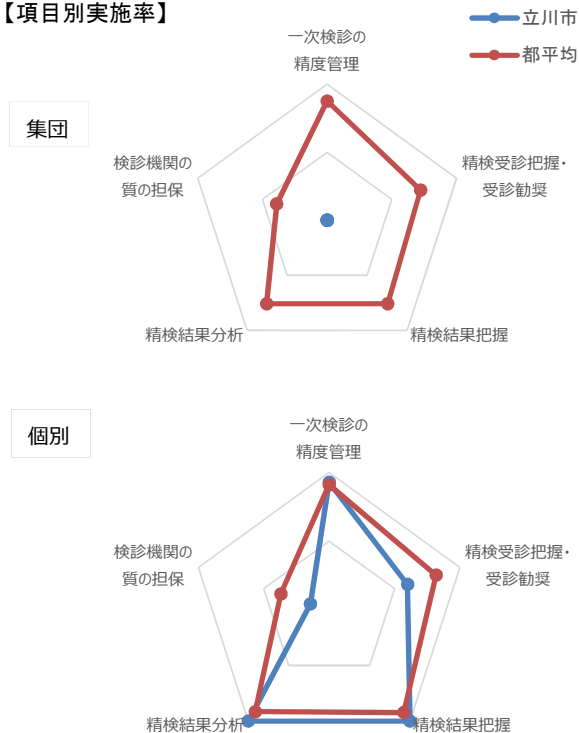 【項目別実施率】
立川市
都平均
集団
一次検診の
精度管理
精検受診把握・
受診勧奨
精検結果把握
精検結果分析
検診機関の
質の担保
個別
一次検診の
精度管理
精検受診把握・
受診勧奨
精検結果把握
精検結果分析
検診機関の
質の担保